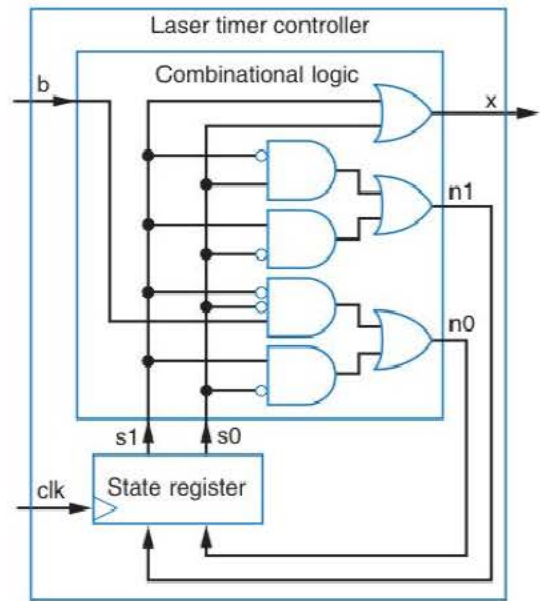 Laser timer controller
Combinational logic
b
x
n1
n0
s1
s0
clk
State register